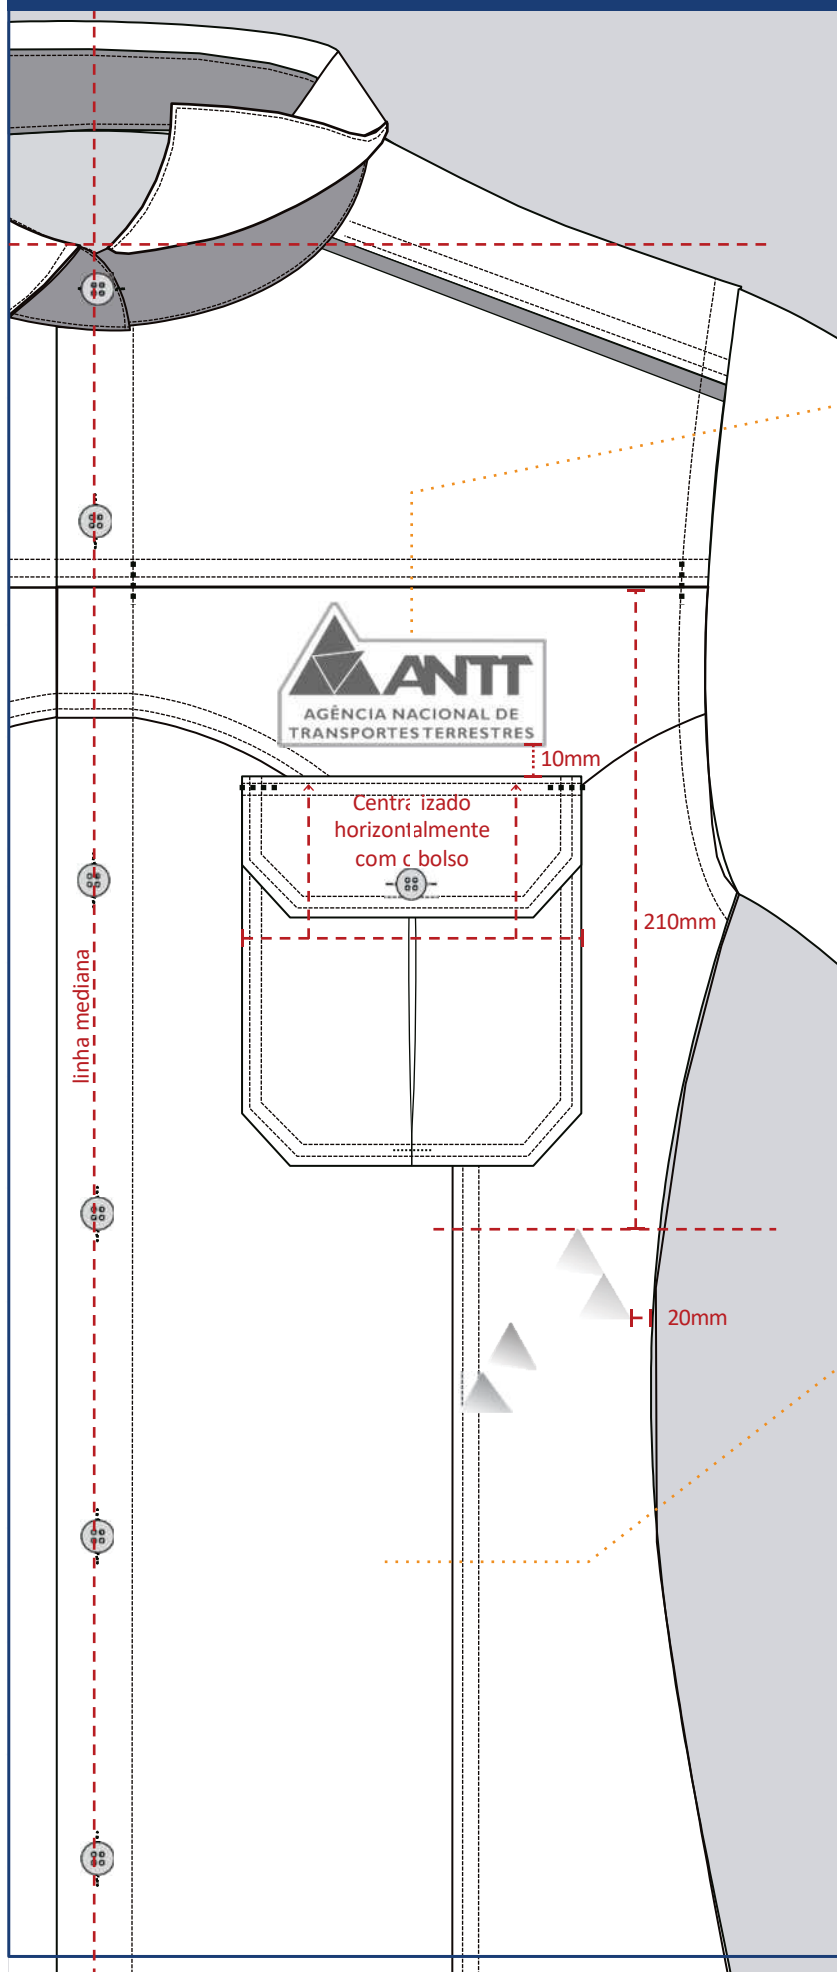 ANTT
AGÊNCIA NACIONAL DE
TRANSPORTES TERRESTRES
10mm
Centralizado
horizontalmente
com o bolso
210mm
linha mediana
20mm